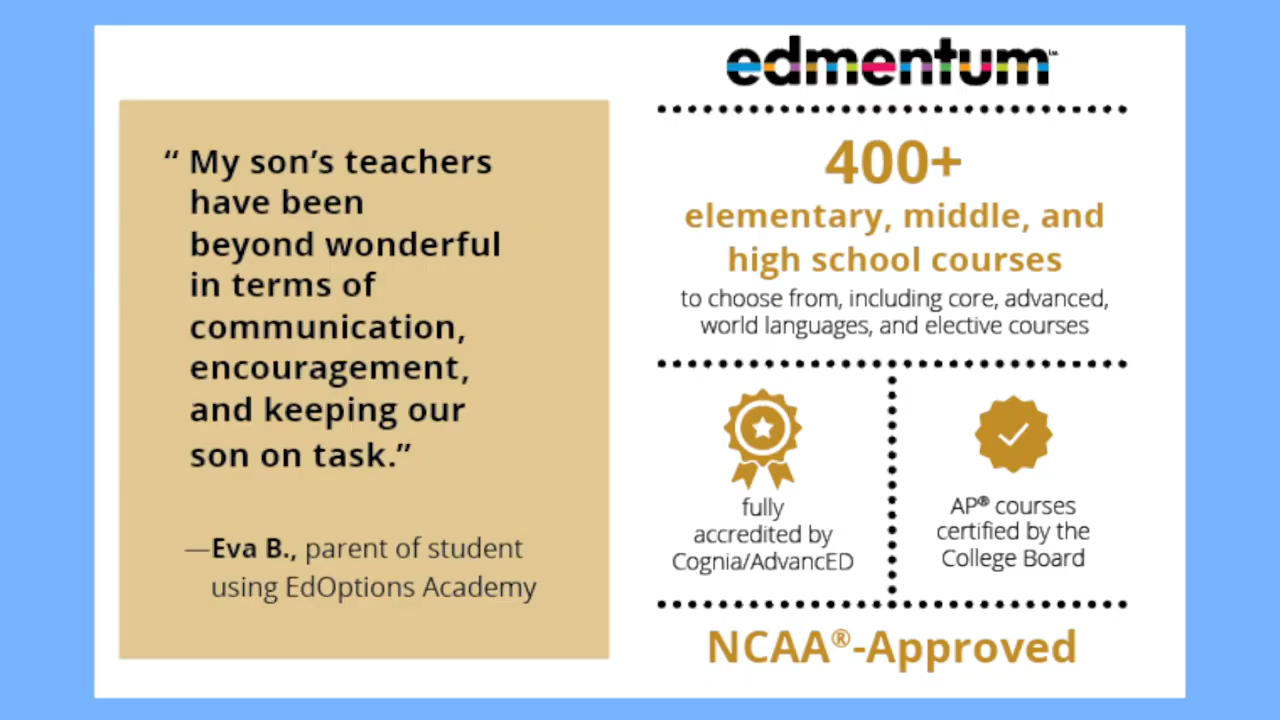 “ My son’s teachers
have been
beyond wonderful
in terms of
communication,
encouragement,
and keeping our
son on task.”
—Eva B., parent of student
using EdOptions Academy
edmentum™
400+
elementary, middle, and
high school courses
to choose from, including core, advanced,
world languages, and elective courses
fully
accredited by
Cognia/AdvancED
AP® courses
certified by the
College Board
NCAA®-Approved